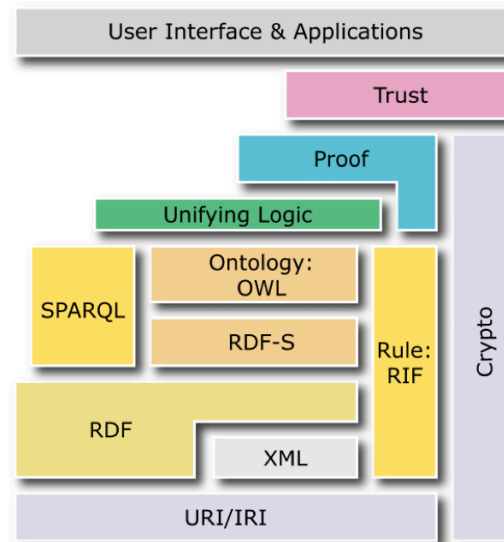 User Interface & Applications
Trust
Proof
Unifying Logic
SPARQL
Ontology:
OWL
RDF-S
Rule:
RIF
Crypto
RDF
XML
URI/IRI